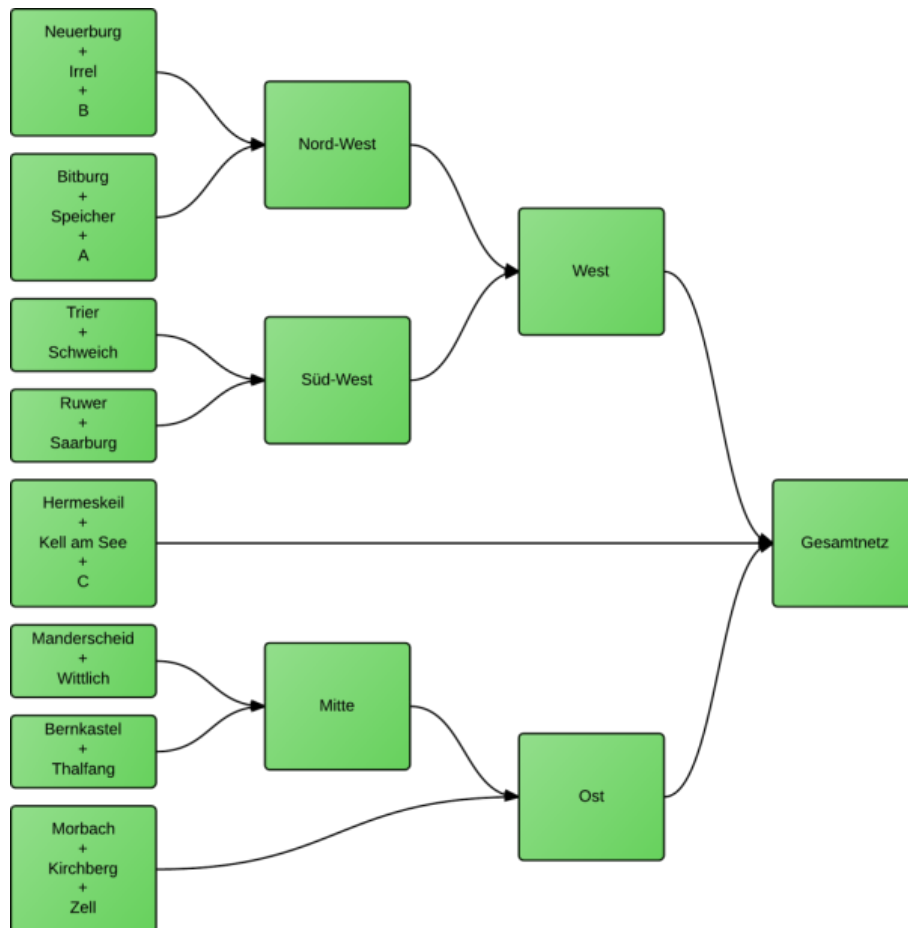 Neuerburg
+
Irrel
+
B
Bitburg
+
Speicher
+
A
Trier
+
Schweich
Ruwer
+
Saarburg
Hermeskeil
+
Kell am See
+
C
Manderscheid
+
Wittlich
Bernkastel
+
Thalfang
Morbach
+
Kirchberg
+
Zell
Nord-West
Süd-West
Mitte
West
Ost
Gesamtnetz